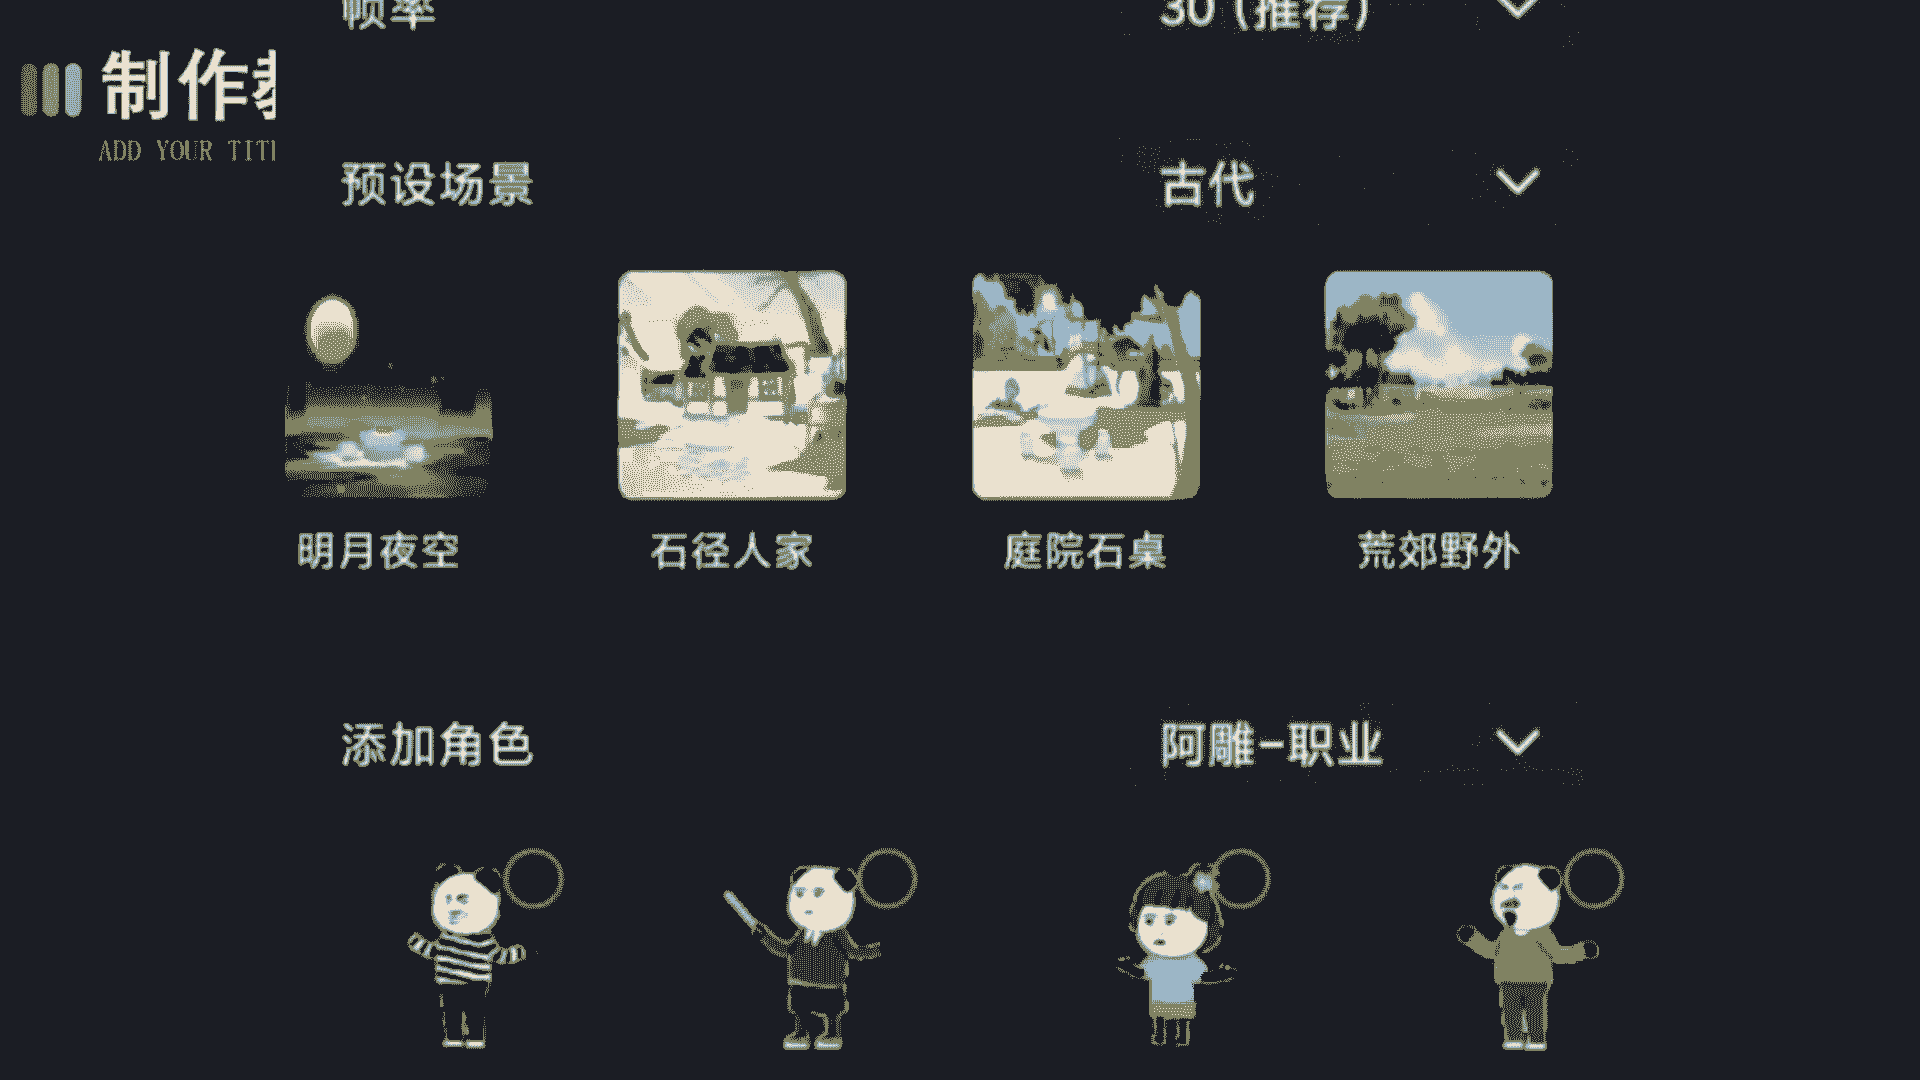 帧率
30（推荐）
制作
ADD YOUR TITL
预设场景
古代
明月夜空
石径人家
庭院石桌
荒郊野外
添加角色
阿雕-职业